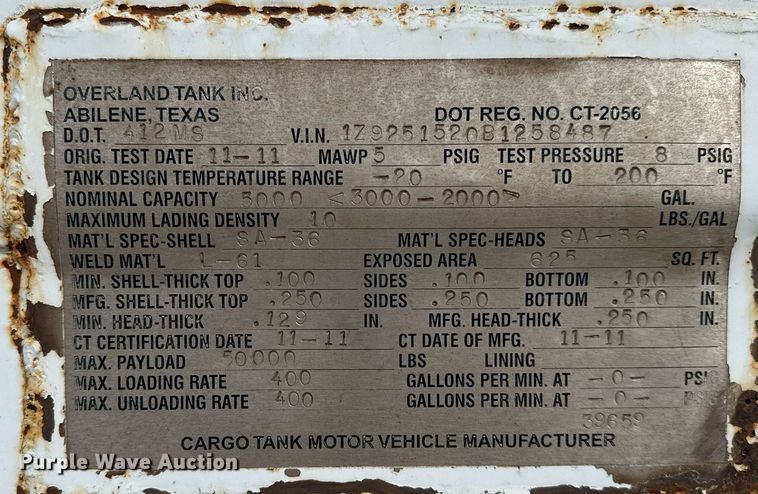 OVERLAND TANK INC.
ABILENE, TEXAS DOT REG. NO. CT-2056
D.O.T. 412MS V.I.N. 1Z9251520B1258487
ORIG. TEST DATE 11-11 MAWP 5 PSIG TEST PRESSURE 8 PSIG
TANK DESIGN TEMPERATURE RANGE -20 °F TO 200 °F
NOMINAL CAPACITY 5000 <3000-2000> GAL.
MAXIMUM LADING DENSITY 10 LBS./GAL
MAT'L SPEC-SHELL SA-36 MAT'L SPEC-HEADS SA-36
WELD MAT'L L-61 EXPOSED AREA 625 SQ. FT.
MIN. SHELL-THICK TOP .100 SIDES .100 BOTTOM .100 IN.
MFG. SHELL-THICK TOP .250 SIDES .250 BOTTOM .250 IN.
MIN. HEAD-THICK .129 IN. MFG. HEAD-THICK .250 IN.
CT CERTIFICATION DATE 11-11 CT DATE OF MFG. 11-11
MAX. PAYLOAD 50000 LBS LINING
MAX. LOADING RATE 400 GALLONS PER MIN. AT -0- PSIG
MAX. UNLOADING RATE 400 GALLONS PER MIN. AT -0- PSIG
39659
CARGO TANK MOTOR VEHICLE MANUFACTURER
Purple Wave Auction